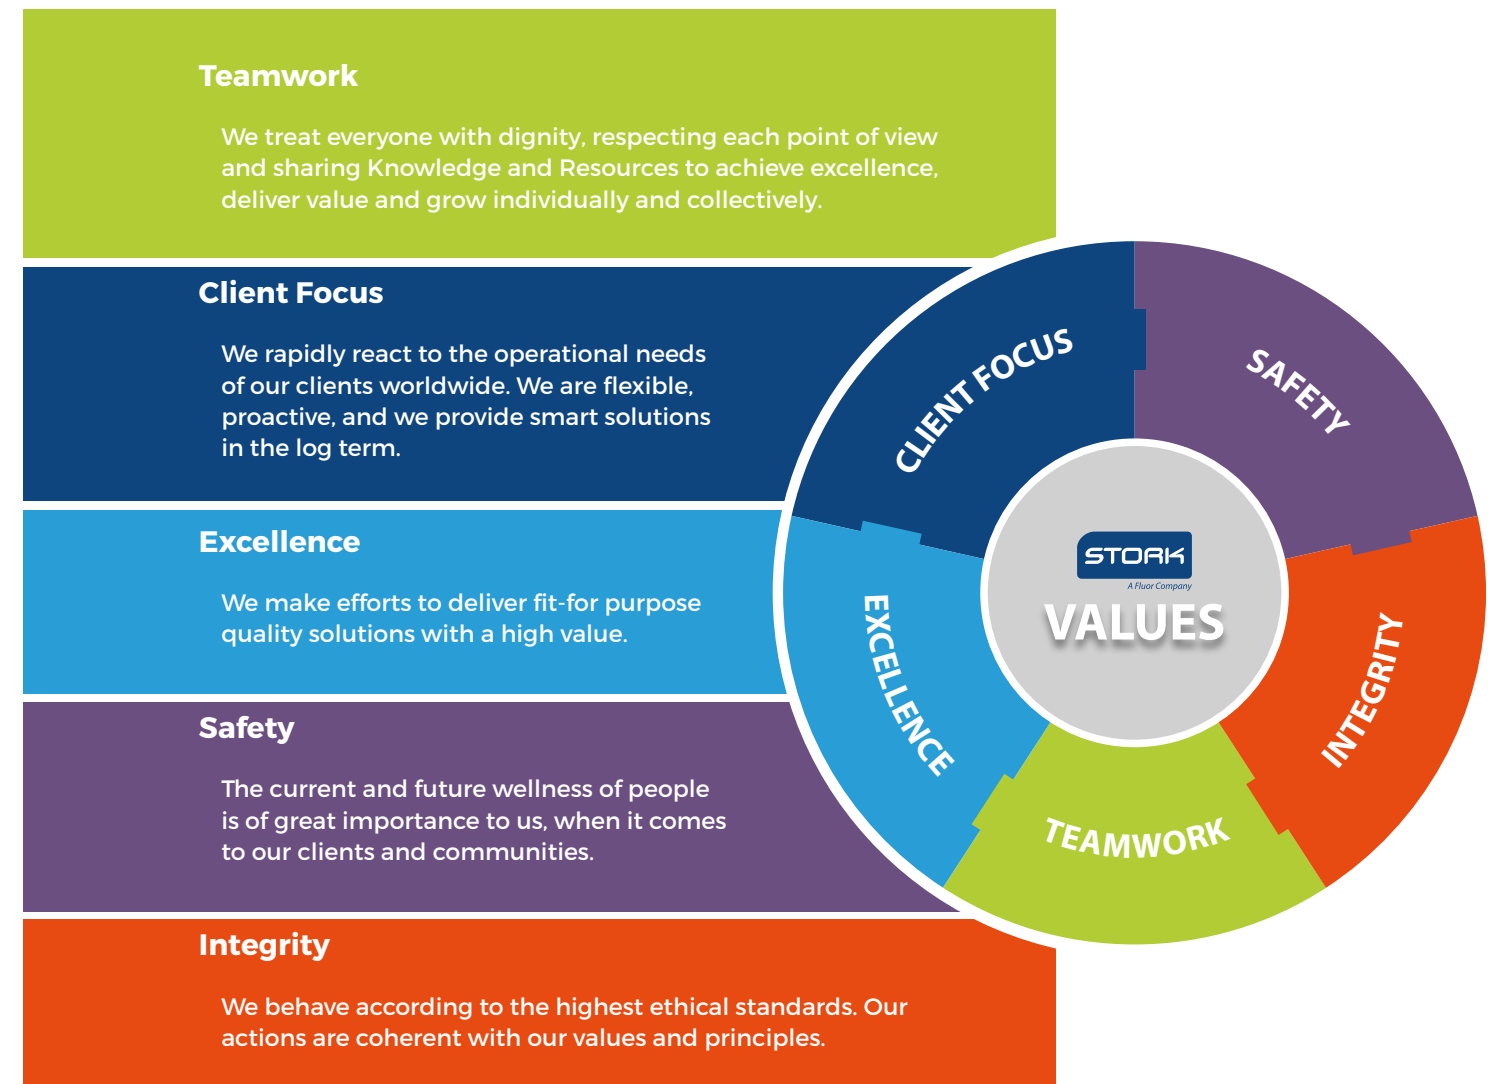 Teamwork
We treat everyone with dignity, respecting each point of view
and sharing Knowledge and Resources to achieve excellence,
deliver value and grow individually and collectively.
Client Focus
We rapidly react to the operational needs
of our clients worldwide. We are flexible,
proactive, and we provide smart solutions
in the log term.
Excellence
We make efforts to deliver fit-for purpose
quality solutions with a high value.
Safety
The current and future wellness of people
is of great importance to us, when it comes
to our clients and communities.
Integrity
We behave according to the highest ethical standards. Our
actions are coherent with our values and principles.
CLIENT FOCUS
SAFETY
INTEGRITY
TEAMWORK
EXCELLENCE
STORK
A Fluor Company
VALUES